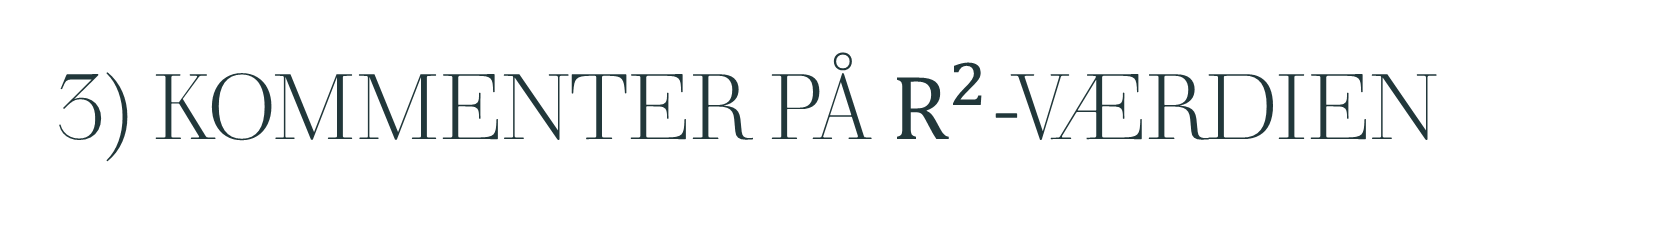 3) KOMMENTER PÅ R²-VÆRDIEN